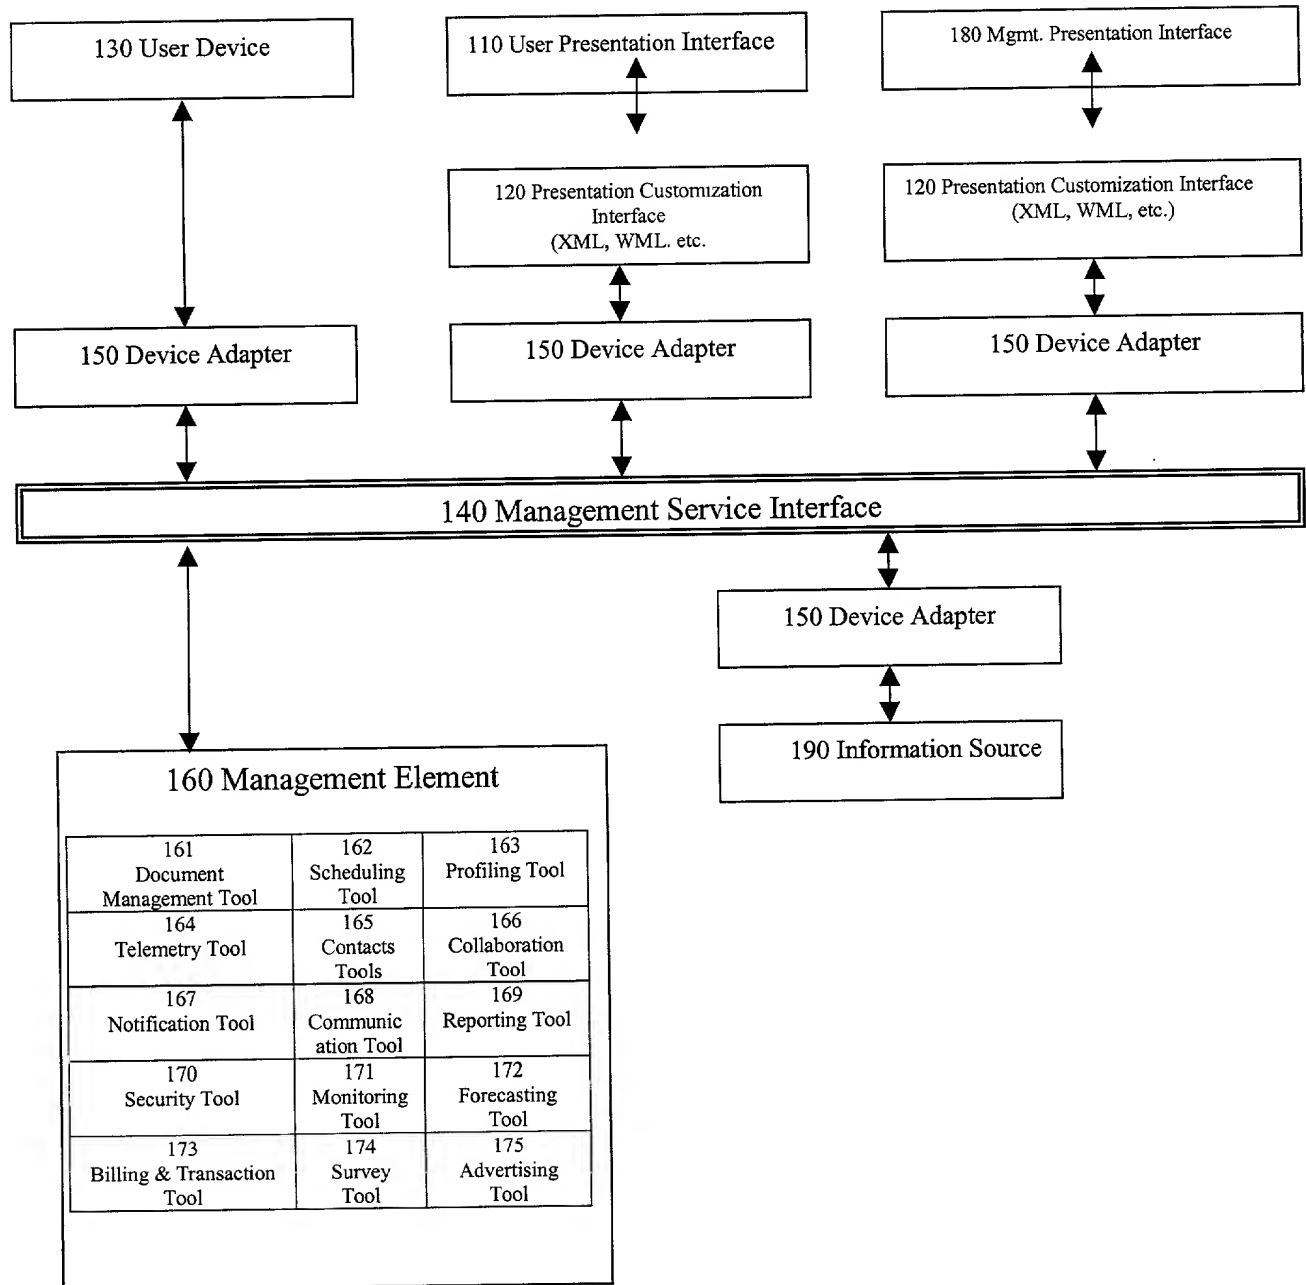 130 User Device
110 User Presentation Interface
180 Mgmt. Presentation Interface
120 Presentation Customization
Interface
(XML, WML. etc.
120 Presentation Customization Interface
(XML, WML, etc.)
150 Device Adapter
150 Device Adapter
150 Device Adapter
140 Management Service Interface
150 Device Adapter
190 Information Source
160 Management Element
161
Document
Management Tool
162
Scheduling
Tool
163
Profiling Tool
164
Telemetry Tool
165
Contacts
Tools
166
Collaboration
Tool
167
Notification Tool
168
Communic
ation Tool
169
Reporting Tool
170
Security Tool
171
Monitoring
Tool
172
Forecasting
Tool
173
Billing & Transaction
Tool
174
Survey
Tool
175
Advertising
Tool